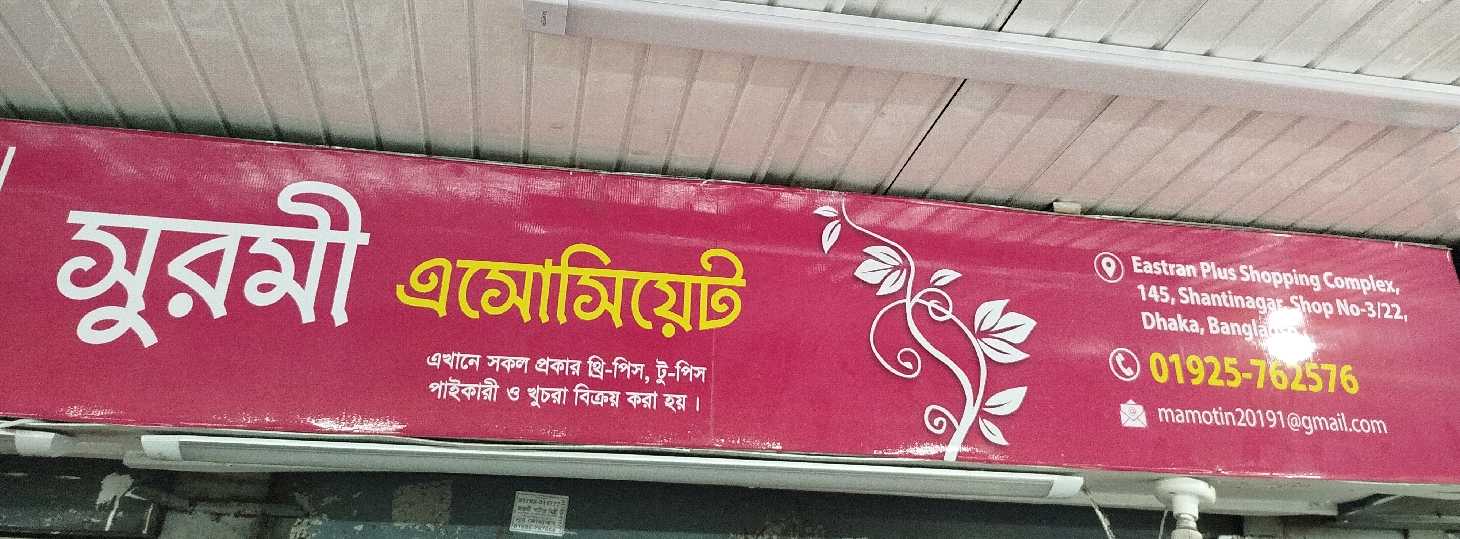 সুরমী এসোসিয়েট
এখানে সকল প্রকার থ্রি-পিস, টু-পিস
পাইকারী ও খুচরা বিক্রয় করা হয়।
Eastran Plus Shopping Complex,
145, Shantinagar, Shop No-3/22,
Dhaka, Bangladesh
01925-762576
mamotin20191@gmail.com